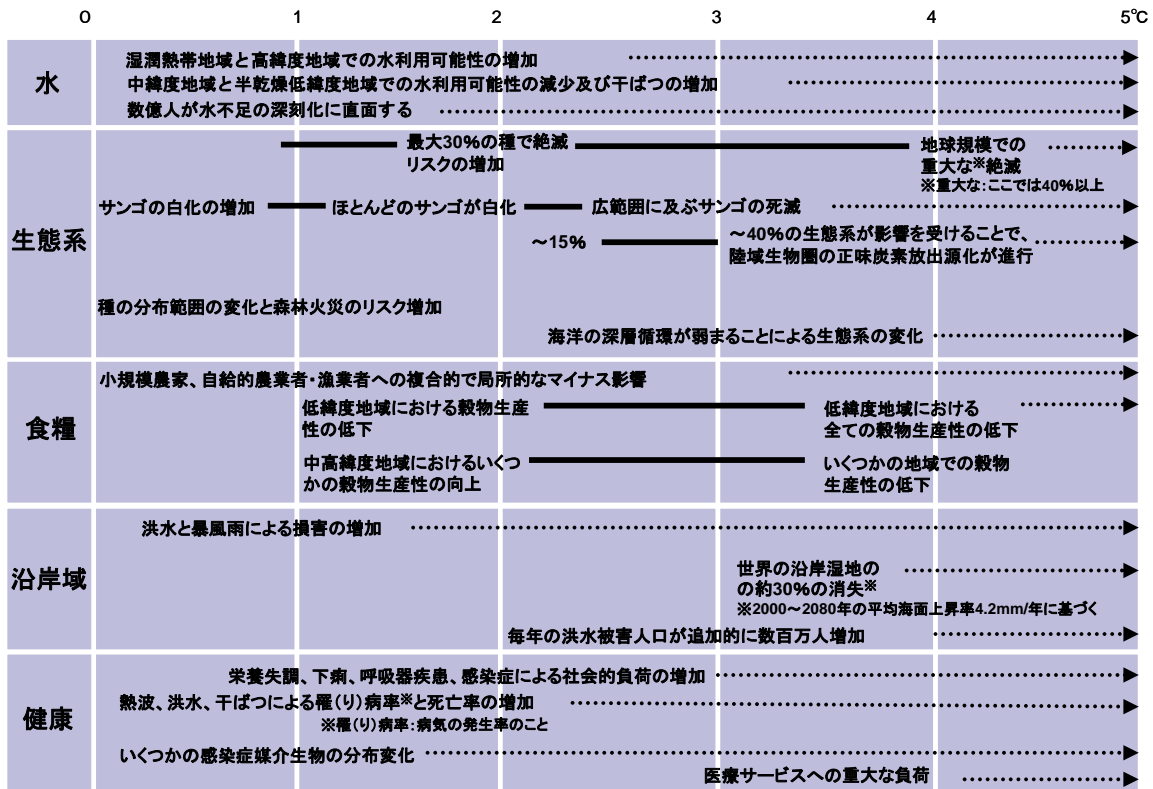 0 1 2 3 4 5℃
水
湿潤熱帯地域と高緯度地域での水利用可能性の増加
中緯度地域と半乾燥低緯度地域での水利用可能性の減少及び干ばつの増加
数億人が水不足の深刻化に直面する
生態系
最大30%の種で絶滅
リスクの増加
地球規模での
重大な※絶滅
※重大な:ここでは40%以上
サンゴの白化の増加
ほとんどのサンゴが白化
広範囲に及ぶサンゴの死滅
～15%
～40%の生態系が影響を受けることで、
陸域生物圏の正味炭素放出源化が進行
種の分布範囲の変化と森林火災のリスク増加
海洋の深層循環が弱まることによる生態系の変化
食糧
小規模農家、自給的農業者・漁業者への複合的で局所的なマイナス影響
低緯度地域における穀物生産
性の低下
低緯度地域における
全ての穀物生産性の低下
中高緯度地域におけるいくつ
かの穀物生産性の向上
いくつかの地域での穀物
生産性の低下
沿岸域
洪水と暴風雨による損害の増加
世界の沿岸湿地の
の約30%の消失※
※2000～2080年の平均海面上昇率4.2mm/年に基づく
毎年の洪水被害人口が追加的に数百万人増加
健康
栄養失調、下痢、呼吸器疾患、感染症による社会的負荷の増加
熱波、洪水、干ばつによる罹(り)病率※と死亡率の増加
※罹(り)病率:病気の発生率のこと
いくつかの感染症媒介生物の分布変化
医療サービスへの重大な負荷